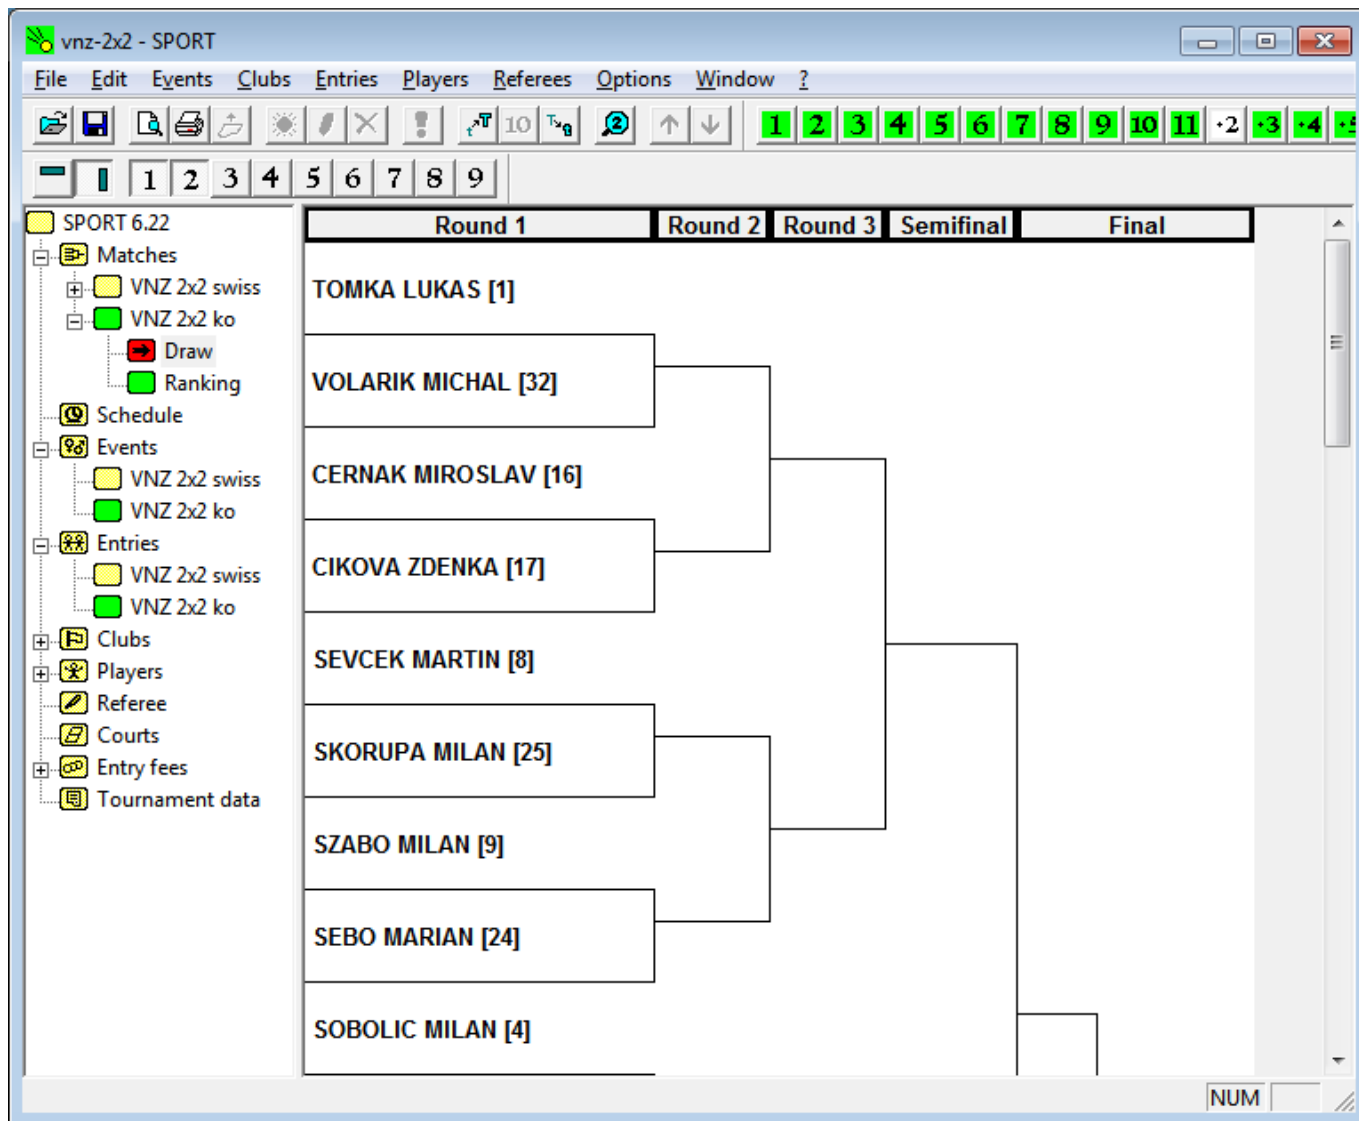 vnz-2x2 - SPORT
File Edit Events Clubs Entries Players Referees Options Window ?
10 T g 2 1 2 3 4 5 6 7 8 9 10 11 +2 +3 +4
1 2 3 4 5 6 7 8 9
SPORT 6.22
Matches
VNZ 2x2 swiss
VNZ 2x2 ko
Draw
Ranking
Schedule
Events
VNZ 2x2 swiss
VNZ 2x2 ko
Entries
VNZ 2x2 swiss
VNZ 2x2 ko
Clubs
Players
Referee
Courts
Entry fees
Tournament data
Round 1 Round 2 Round 3 Semifinal Final
TOMKA LUKAS [1]
VOLARIK MICHAL [32]
CERNAK MIROSLAV [16]
CIKOVA ZDENKA [17]
SEVCEK MARTIN [8]
SKORUPA MILAN [25]
SZABO MILAN [9]
SEBO MARIAN [24]
SOBOLIC MILAN [4]
NUM